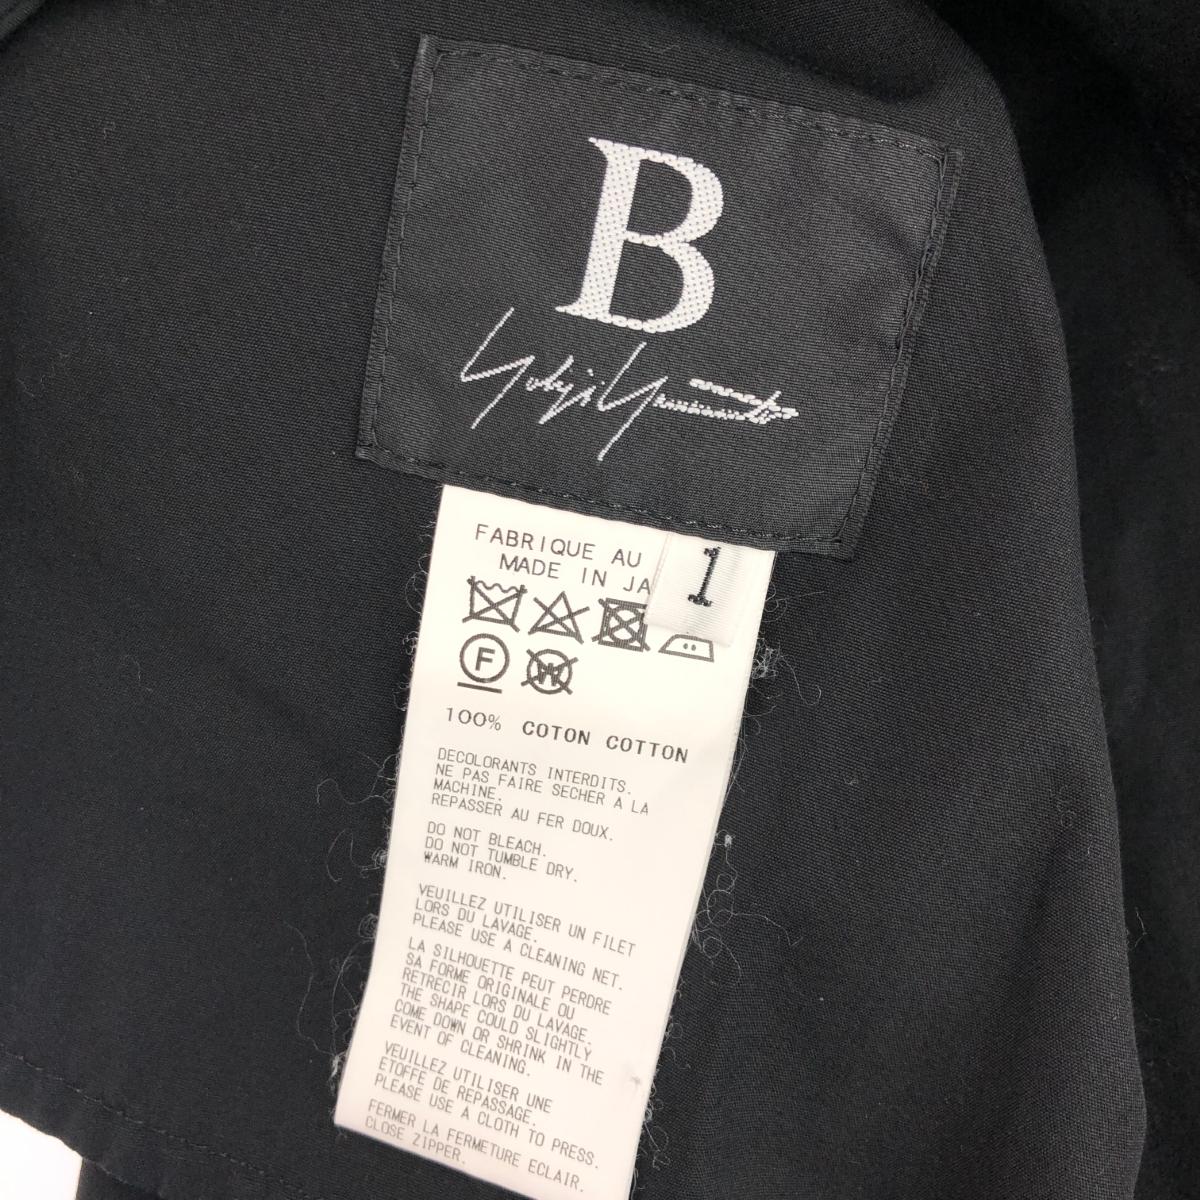 B
Yohji Yamamoto
FABRIQUE AU
MADE IN JA
1
F
W
100% COTON COTTON
DECOLORANTS INTERDITS.
NE PAS FAIRE SECHER A LA
MACHINE.
REPASSER AU FER DOUX.
DO NOT BLEACH.
DO NOT TUMBLE DRY.
WARM IRON.
VEUILLEZ UTILISER UN FILET
LORS DU LAVAGE.
PLEASE USE A CLEANING NET.
LA SILHOUETTE PEUT PERDRE
SA FORME ORIGINALE OU
RETRECIR LORS DU LAVAGE.
THE SHAPE COULD SLIGHTLY
COME DOWN OR SHRINK IN THE
EVENT OF CLEANING.
VEUILLEZ UTILISER UNE
ETOFFE DE REPASSAGE.
PLEASE USE A CLOTH TO PRESS.
FERMER LA FERMETURE ECLAIR.
CLOSE ZIPPER.